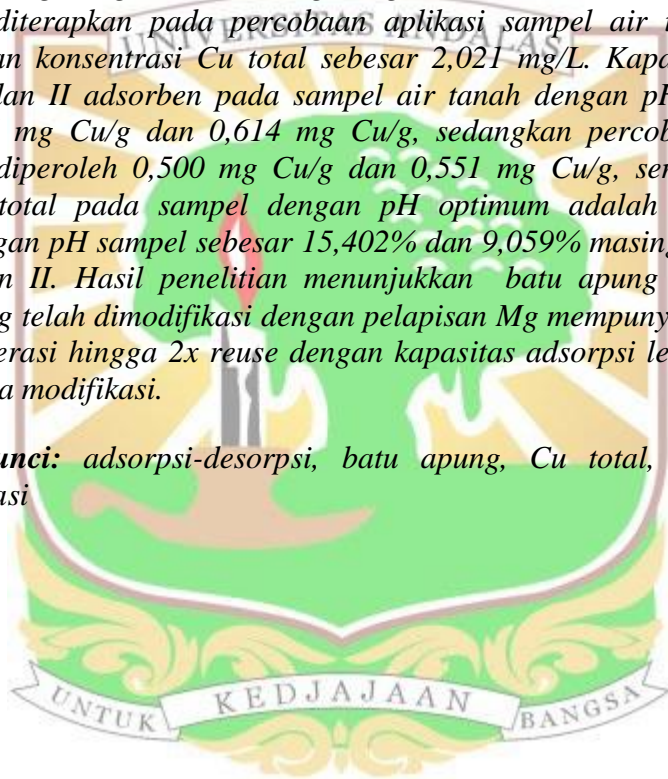 diterapkan pada percobaan aplikasi sampel air
UNIVERSITAS ANDALAS
an konsentrasi Cu total sebesar 2,021 mg/L. Kapa
dan II adsorben pada sampel air tanah dengan pH
mg Cu/g dan 0,614 mg Cu/g, sedangkan percob
diperoleh 0,500 mg Cu/g dan 0,551 mg Cu/g, ser
total pada sampel dengan pH optimum adalah
gan pH sampel sebesar 15,402% dan 9,059% masing
n II. Hasil penelitian menunjukkan batu apung
g telah dimodifikasi dengan pelapisan Mg mempuny
erasi hingga 2x reuse dengan kapasitas adsorpsi le
a modifikasi.
unci: adsorpsi-desorpsi, batu apung, Cu total,
asi
UNTUK KEDJAJAAN BANGSA